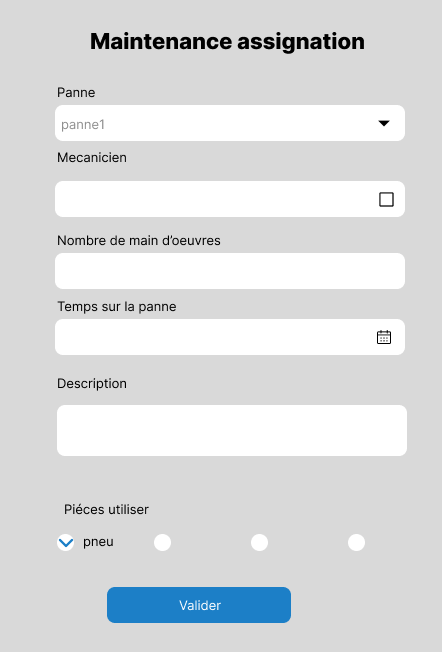 Maintenance assignation
Panne
panne1
Mecanicien
Nombre de main d’oeuvres
Temps sur la panne
Description
Piéces utiliser
pneu
Valider